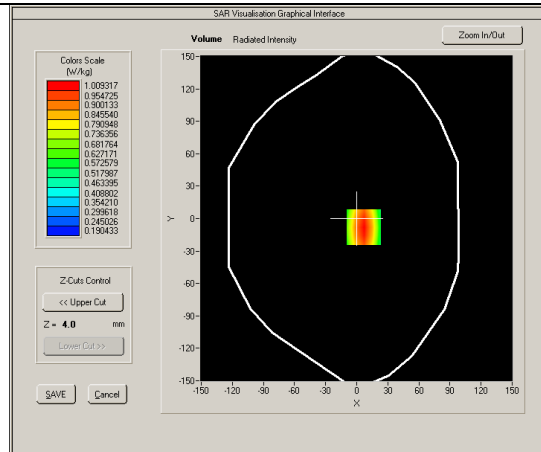 SAR Visualisation Graphical Interface
Volume Radiated Intensity
Zoom In/Out
Colors Scale
(W/kg)
1.009317
0.954725
0.900133
0.845540
0.790948
0.736356
0.681764
0.627171
0.572579
0.517987
0.463395
0.408802
0.354210
0.299618
0.245026
0.190433
Z-Cuts Control
<< Upper Cut
Z = 4.0 mm
Lower Cut >>
SAVE Cancel
150-
120-
90-
60-
30-
Y 0-
-30-
-60-
-90-
-120-
-150-
-150 -120 -90 -60 -30 0 30 60 90 120 150
X